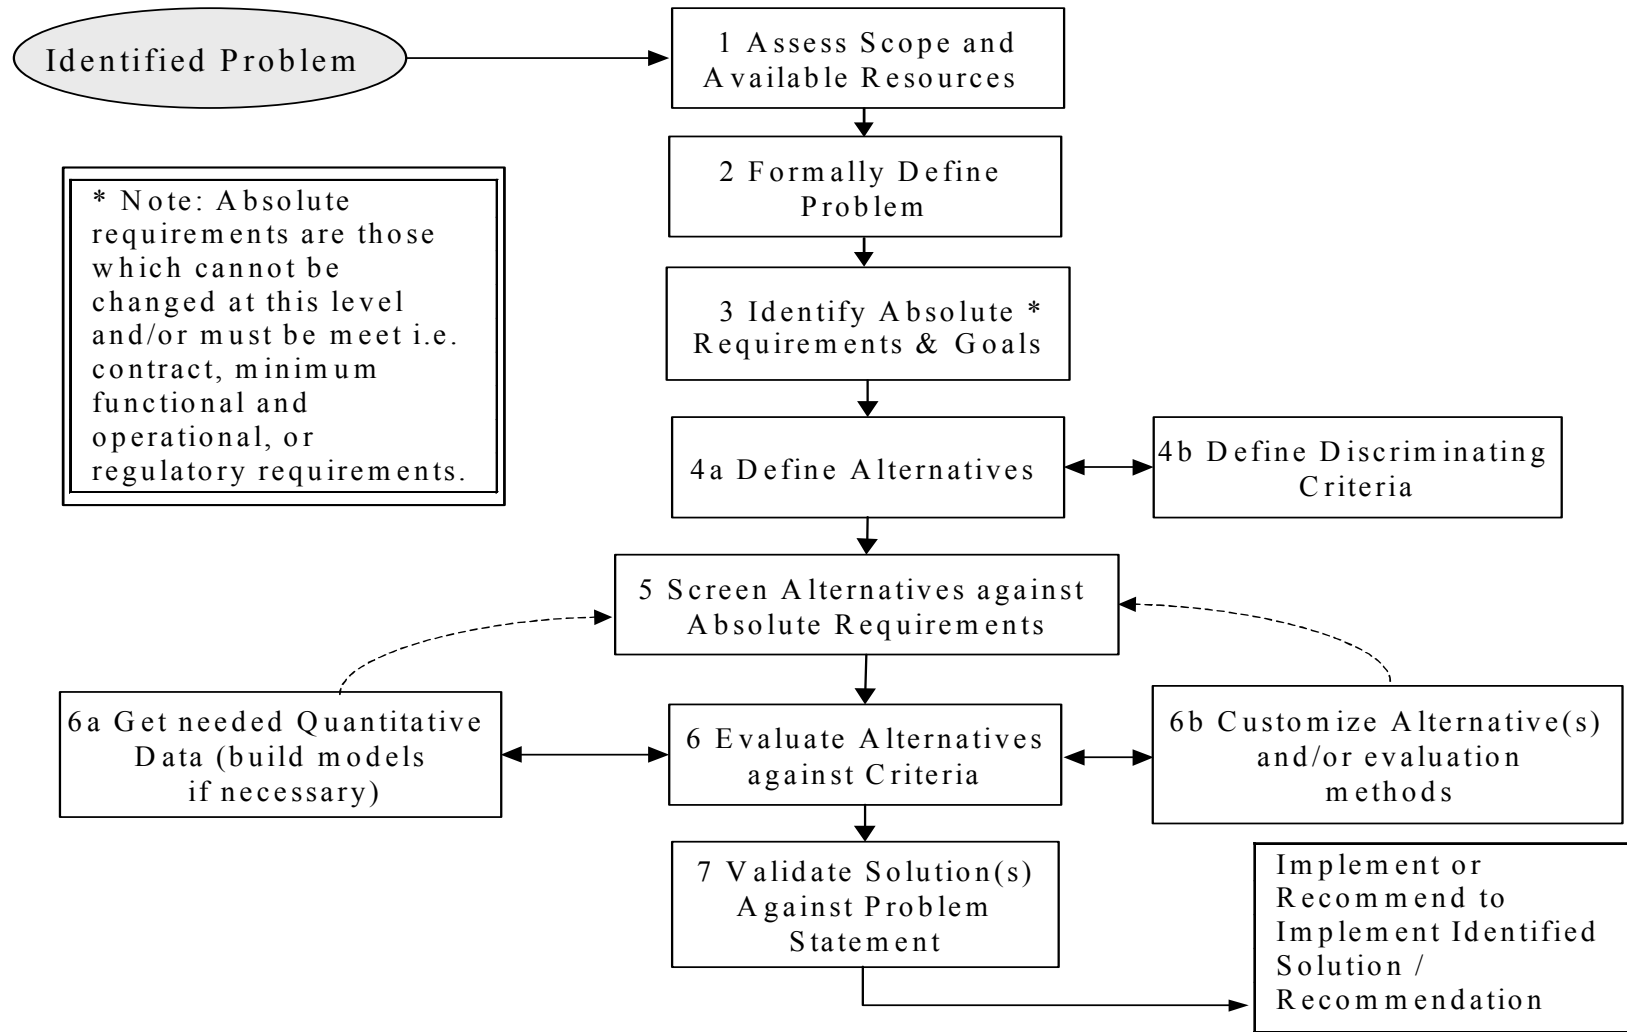 Identified Problem
1 Assess Scope and
Available Resources
2 Formally Define
Problem
* Note: Absolute
requirements are those
which cannot be
changed at this level
and/or must be meet i.e.
contract, minimum
functional and
operational, or
regulatory requirements.
3 Identify Absolute *
Requirements & Goals
4a Define Alternatives
4b Define Discriminating
Criteria
5 Screen Alternatives against
Absolute Requirements
6a Get needed Quantitative
Data (build models
if necessary)
6 Evaluate Alternatives
against Criteria
6b Customize Alternative(s)
and/or evaluation
methods
7 Validate Solution(s)
Against Problem
Statement
Implement or
Recommend to
Implement Identified
Solution /
Recommendation